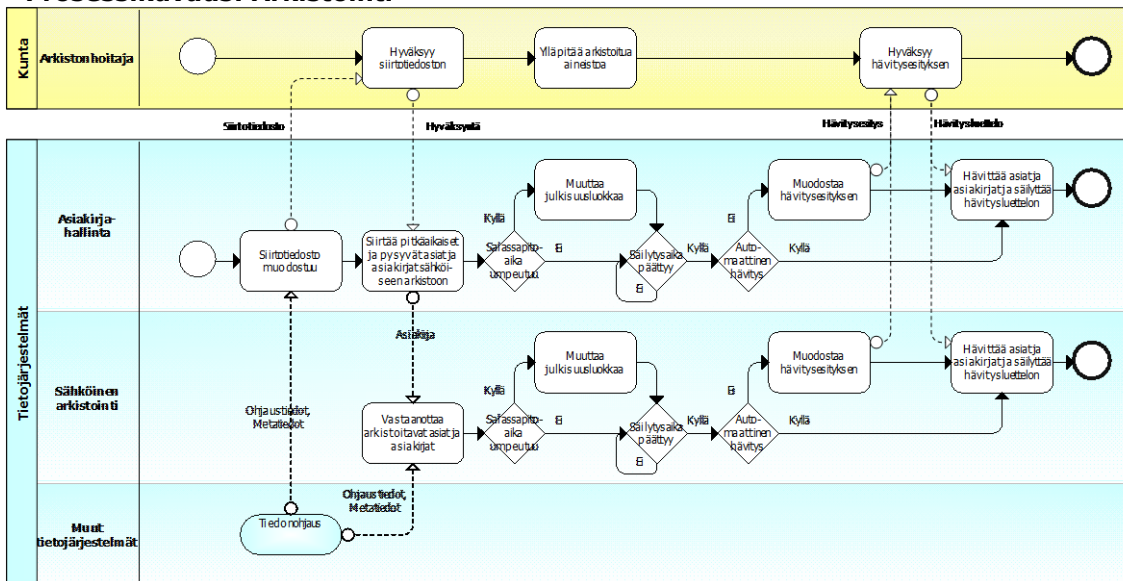 Prosessikuvaus: Arkistointi
Kunta
Arkistonhoitaja
Hyväksyy
siirtotiedoston
Ylläpitää arkistoitua
aineistoa
Hyväksyy
hävitysesityksen
Siirtotiedosto
Hyväksyntä
Hävitysesitys
Hävitysluettelo
Tietojärjestelmät
Asiakirja-
hallinta
Siirtotiedosto
muodostuu
Siirtää pitkäaikaiset
ja pysyvät asiat ja
asiakirjat sähköi-
seen arkistoon
Kyllä
Salassapito-
aika
umpeutuu
Ei
Muuttaa
julkisuusluokkaa
Säilytysaika
päättyy
Ei
Kyllä
Ei
Auto-
maattinen
hävitys
Kyllä
Muodostaa
hävitysesityksen
Hävittää asiat ja
asiakirjat ja säilyttää
hävitysluettelon
Asiakirja
Sähköinen
arkistointi
Ohjaustiedot,
Metatiedot
Vastaanottaa
arkistoitavat asiat ja
asiakirjat
Kyllä
Salassapito-
aika
umpeutuu
Ei
Muuttaa
julkisuusluokkaa
Säilytysaika
päättyy
Ei
Kyllä
Ei
Auto-
maattinen
hävitys
Kyllä
Muodostaa
hävitysesityksen
Hävittää asiat ja
asiakirjat ja säilyttää
hävitysluettelon
Ohjaustiedot,
Metatiedot
Muut
tietojärjestelmät
Tiedonohjaus